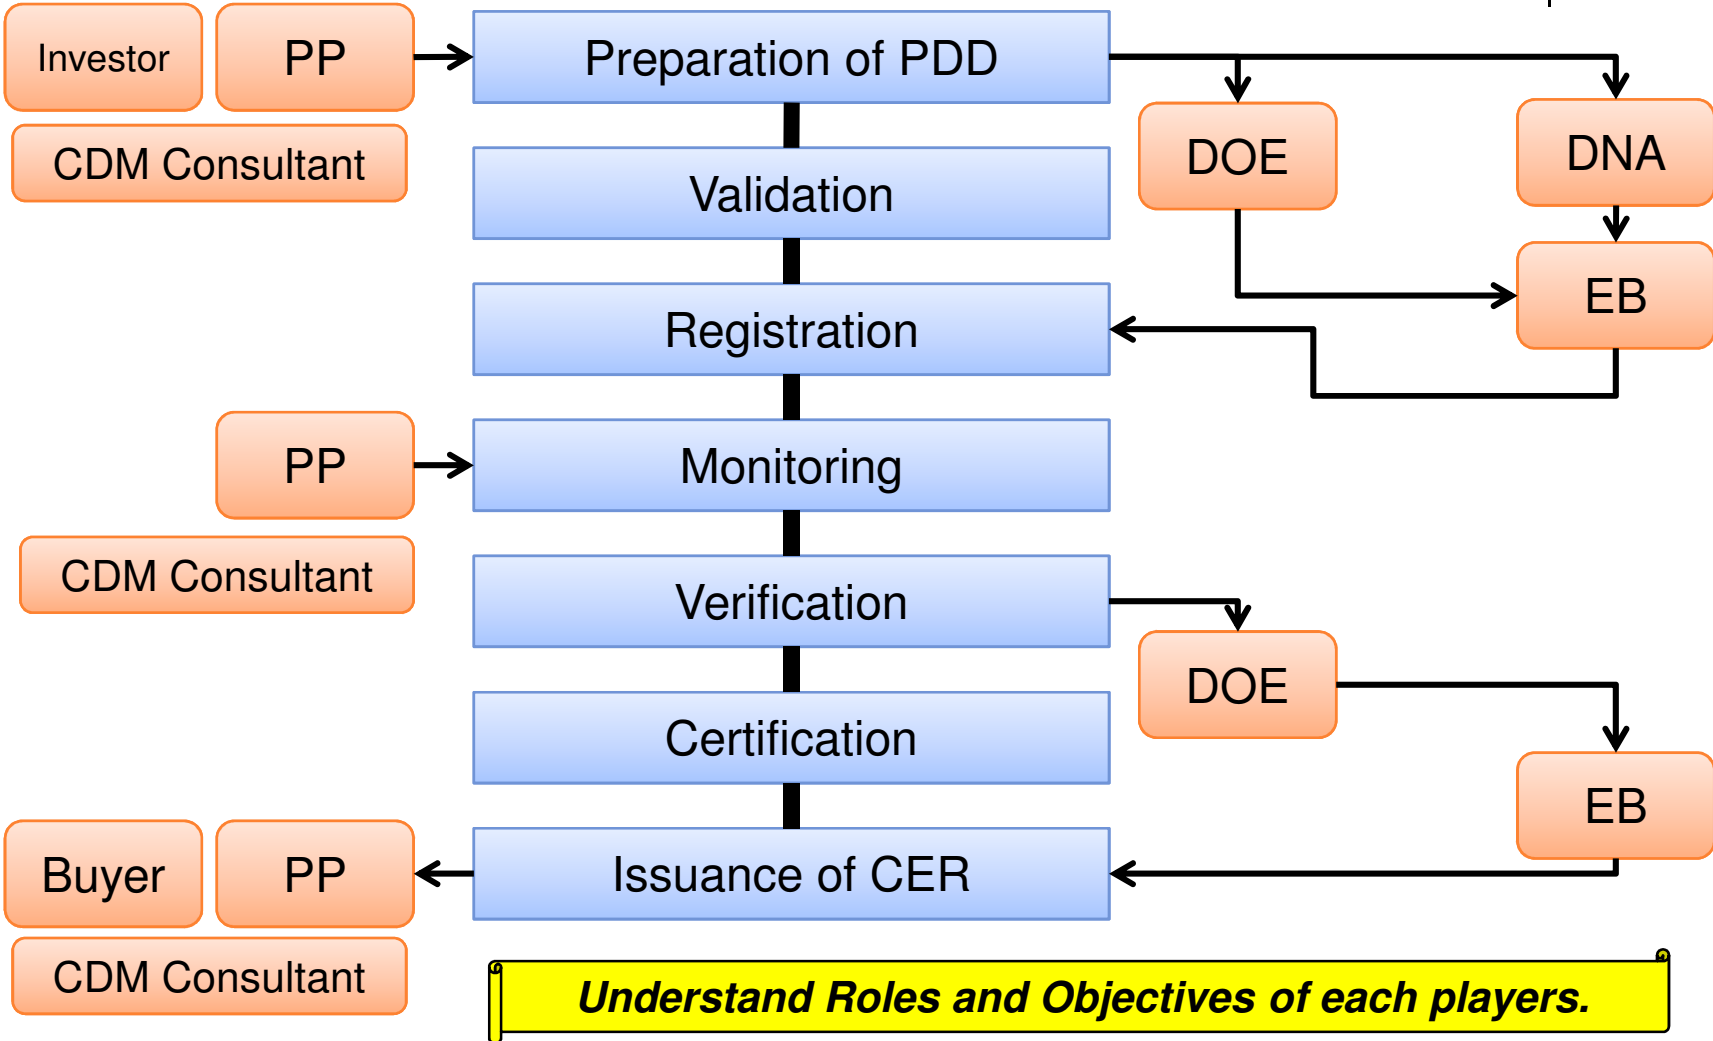 Investor
PP
Preparation of PDD
CDM Consultant
DOE
DNA
Validation
EB
Registration
PP
Monitoring
CDM Consultant
Verification
DOE
Certification
EB
Buyer
PP
Issuance of CER
CDM Consultant
Understand Roles and Objectives of each players.